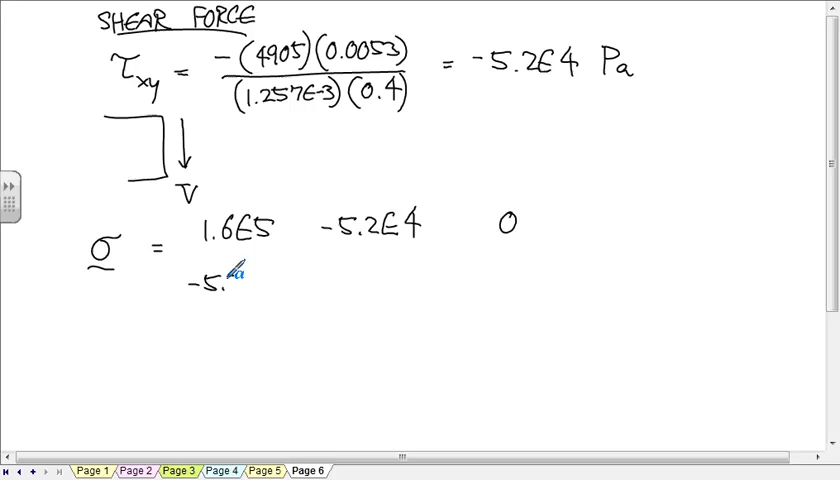 SHEAR FORCE
τxy = -(4905)(0.0053) / (1.257E-3)(0.4) = -5.2E4 Pa
V
σ = 1.6E5 -5.2E4 0
-5.
Page 1 Page 2 Page 3 Page 4 Page 5 Page 6